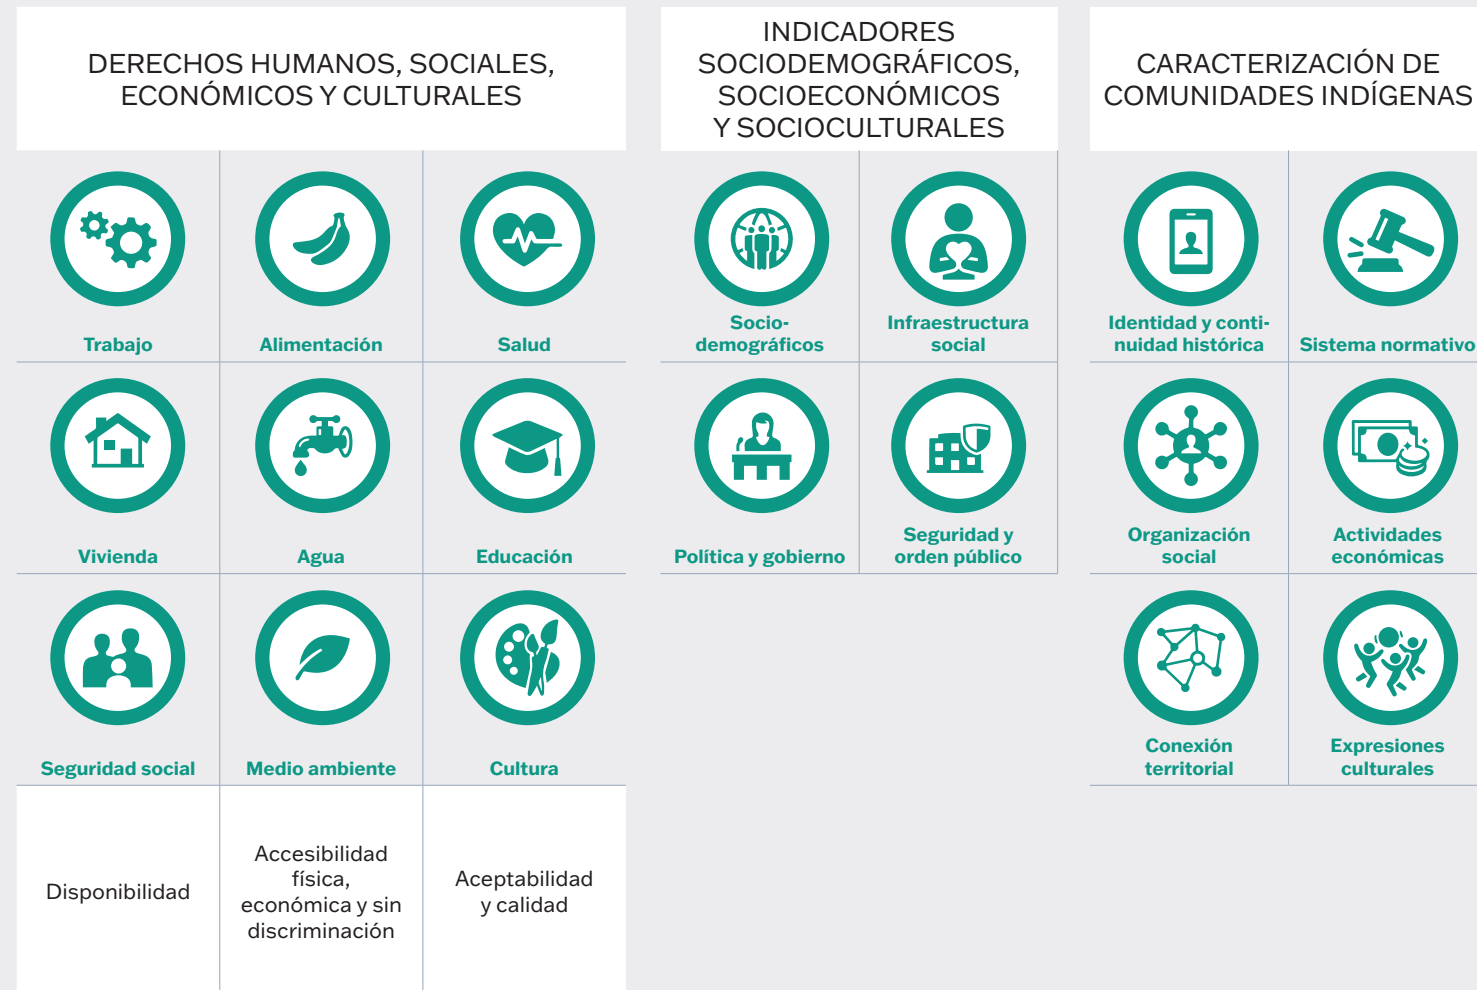 DERECHOS HUMANOS, SOCIALES,
ECONÓMICOS Y CULTURALES
Trabajo
Alimentación
Salud
Vivienda
Agua
Educación
Seguridad social
Medio ambiente
Cultura
Disponibilidad
Accesibilidad
física,
económica y sin
discriminación
Aceptabilidad
y calidad
INDICADORES
SOCIODEMOGRÁFICOS,
SOCIOECONÓMICOS
Y SOCIOCULTURALES
Socio-
demográficos
Infraestructura
social
Política y gobierno
Seguridad y
orden público
CARACTERIZACIÓN DE
COMUNIDADES INDÍGENAS
Identidad y conti-
nuidad histórica
Sistema normativo
Organización
social
Actividades
económicas
Conexión
territorial
Expresiones
culturales